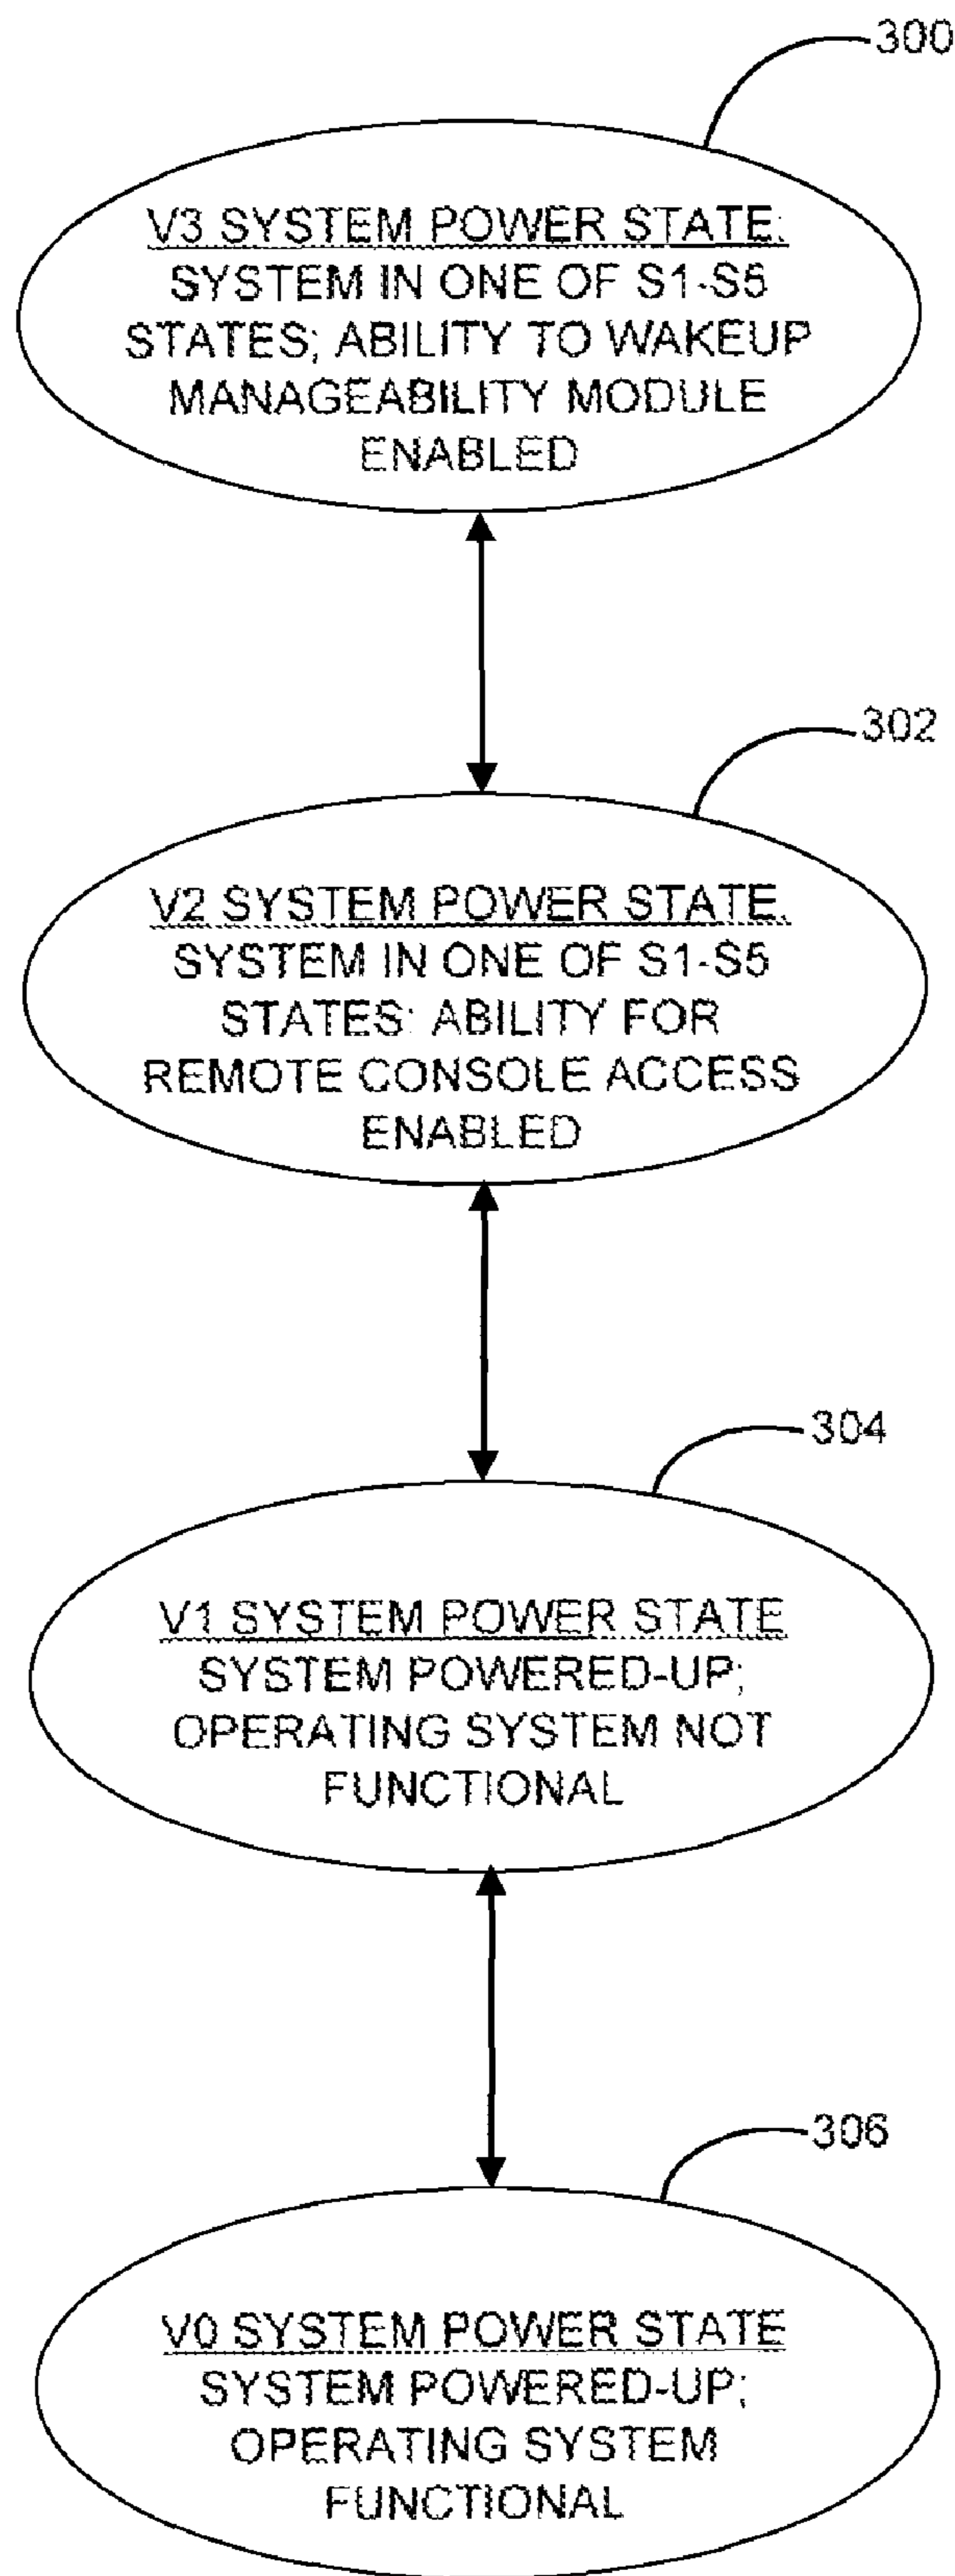 300
V3 SYSTEM POWER STATE:
SYSTEM IN ONE OF S1-S5
STATES; ABILITY TO WAKEUP
MANAGEABILITY MODULE
ENABLED
302
V2 SYSTEM POWER STATE.
SYSTEM IN ONE OF S1-S5
STATES: ABILITY FOR
REMOTE CONSOLE ACCESS
ENABLED
304
V1 SYSTEM POWER STATE
SYSTEM POWERED-UP;
OPERATING SYSTEM NOT
FUNCTIONAL
306
V0 SYSTEM POWER STATE
SYSTEM POWERED-UP;
OPERATING SYSTEM
FUNCTIONAL